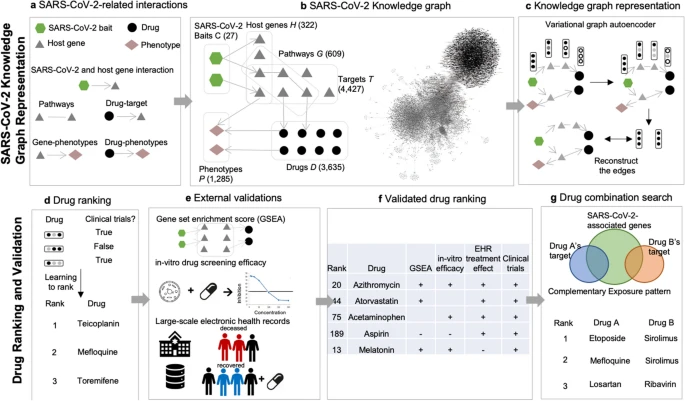 SARS-CoV-2 Knowledge
Graph Representation
a SARS-CoV-2-related interactions
SARS-CoV-2 bait
Drug
Host gene
Phenotype
SARS-CoV-2 and host gene interaction
Pathways
Drug-target
Gene-phenotypes
Drug-phenotypes
b SARS-CoV-2 Knowledge graph
SARS-CoV-2
Baits C (27)
Host genes H (322)
Pathways G (609)
Targets T
(4,427)
Phenotypes
P (1,285)
Drugs D (3,635)
c Knowledge graph representation
Variational graph autoencoder
Reconstruct
the edges
Drug Ranking and Validation
d Drug ranking
Drug Clinical trials?
True
False
True
Learning
to rank
Rank Drug
1 Teicoplanin
2 Mefloquine
3 Toremifene
e External validations
Gene set enrichment score (GSEA)
in-vitro drug screening efficacy
Concentration
Large-scale electronic health records
deceased
recovered
f Validated drug ranking
Rank Drug GSEA in-vitro efficacy EHR treatment effect Clinical trials
20 Azithromycin + + + +
44 Atorvastatin + + +
75 Acetaminophen + + +
189 Aspirin - - + +
13 Melatonin + + - +
g Drug combination search
SARS-CoV-2-
associated genes
Drug A's
target
Drug B's
target
Complementary Exposure pattern
Rank Drug A Drug B
1 Etoposide Sirolimus
2 Mefloquine Sirolimus
3 Losartan Ribavirin